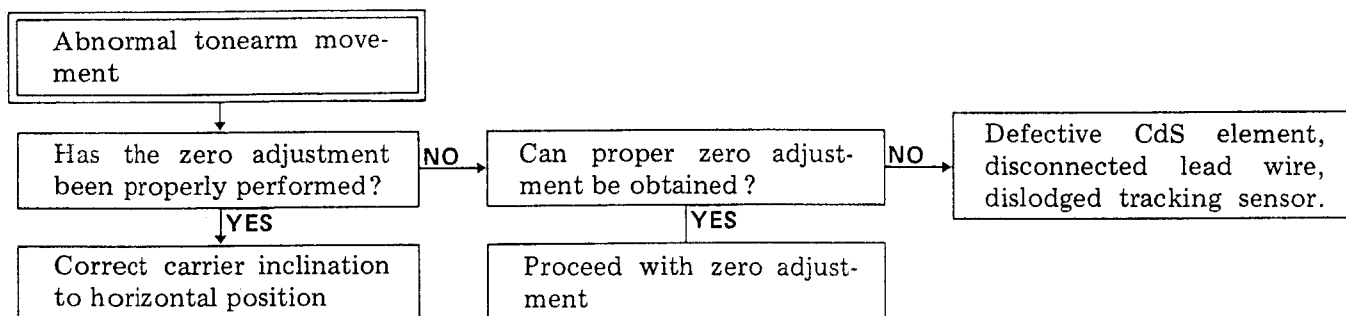 Abnormal tonearm move-
ment
Has the zero adjustment
been properly performed?
NO
Can proper zero adjust-
ment be obtained?
NO
Defective CdS element,
disconnected lead wire,
dislodged tracking sensor.
YES
YES
Correct carrier inclination
to horizontal position
Proceed with zero adjust-
ment